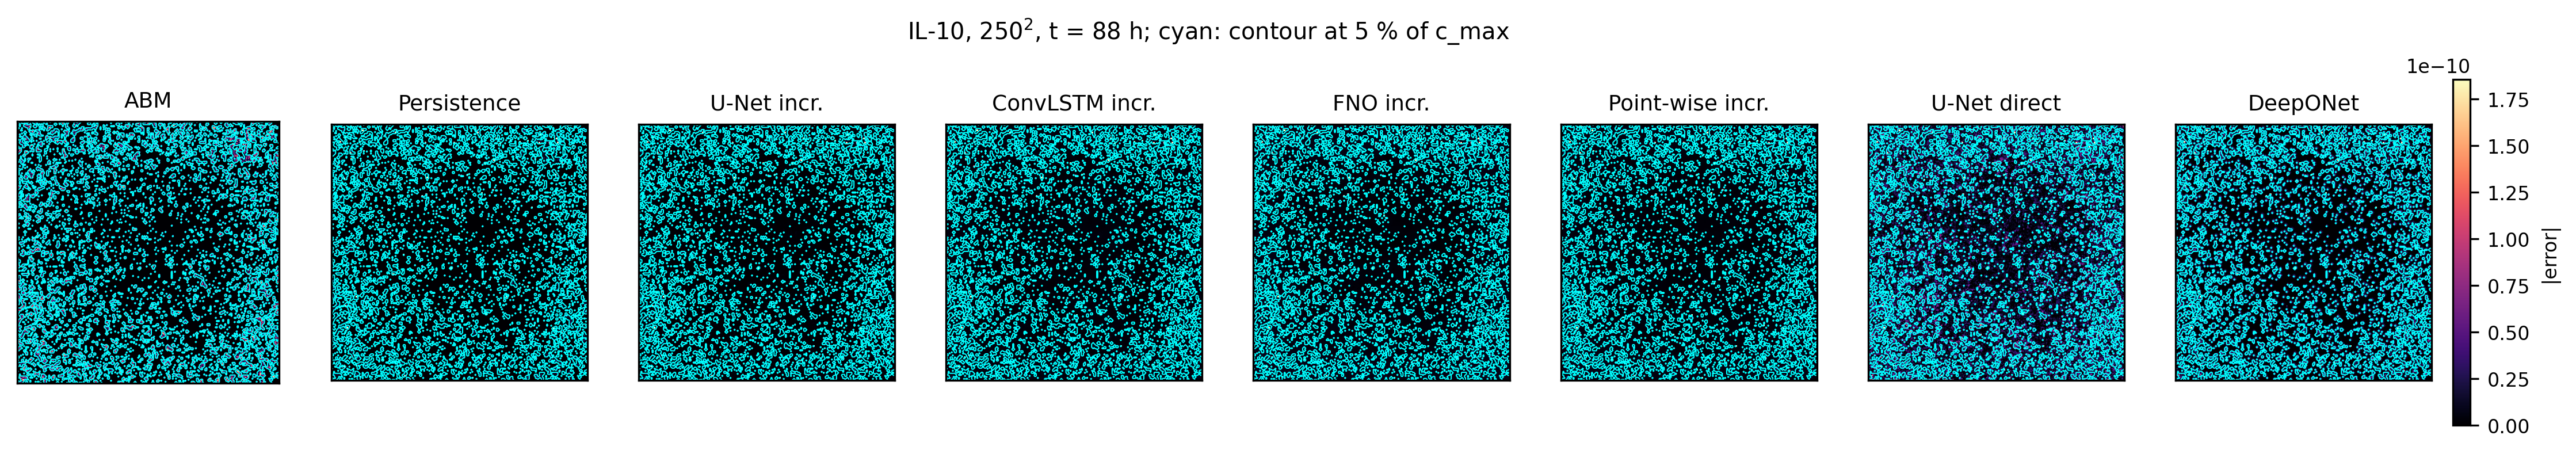 IL-10, 250², t = 88 h; cyan: contour at 5 % of c_max
1e−10
ABM
Persistence
U-Net incr.
ConvLSTM incr.
FNO incr.
Point-wise incr.
U-Net direct
DeepONet
1.75
1.50
1.25
1.00
0.75
0.50
0.25
0.00
|error|